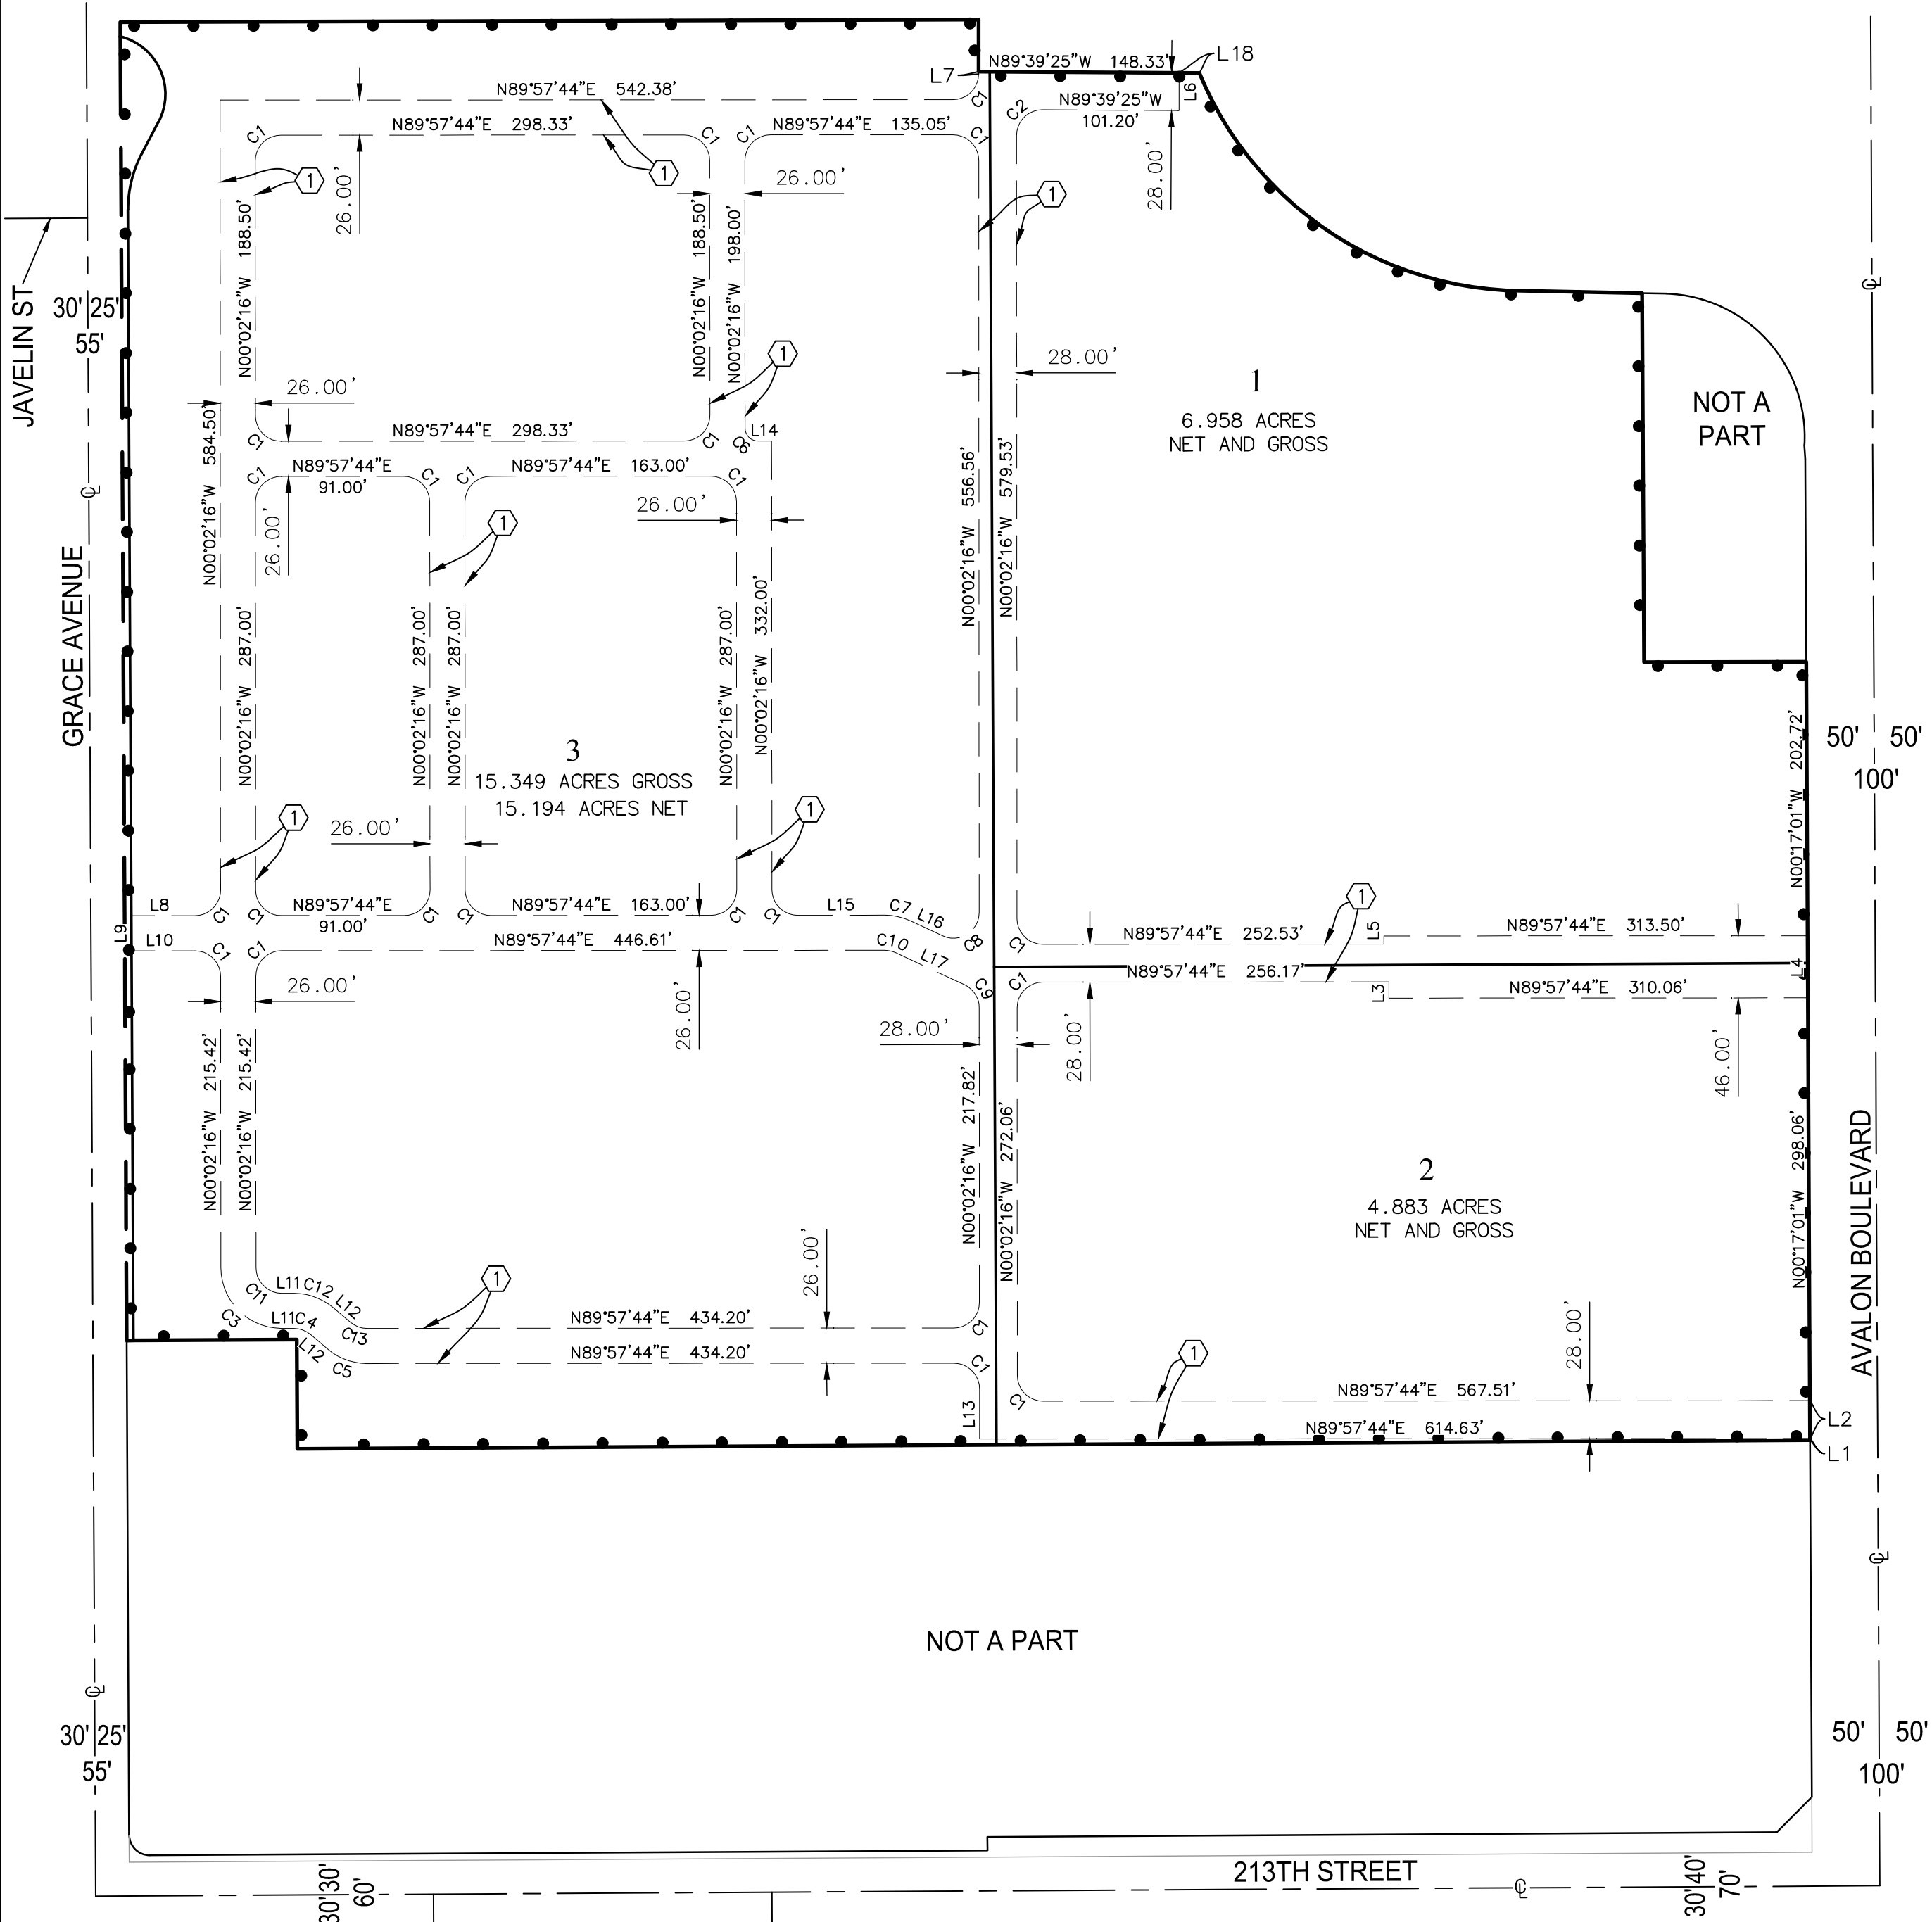 L18
N89°39'25"W 148.33'
L7
L6
N89°57'44"E 542.38'
C1
C2
N89°39'25"W
101.20'
N89°57'44"E 298.33'
N89°57'44"E 135.05'
C1
C1
C1
C1
1
1
1
26.00'
26.00'
28.00'
N00°02'16"W 188.50'
N00°02'16"W 188.50'
N00°02'16"W 198.00'
JAVELIN ST
30' 25'
55'
1
28.00'
26.00'
1
6.958 ACRES
NET AND GROSS
NOT A
PART
N00°02'16"W 584.50'
C1
N89°57'44"E 298.33'
C1
C6
L14
C1
N89°57'44"E
91.00'
C1
C1
N89°57'44"E 163.00'
C1
26.00'
26.00'
1
N00°02'16"W 556.56'
N00°02'16"W 579.53'
GRACE AVENUE
N00°02'16"W 287.00'
N00°02'16"W 287.00'
N00°02'16"W 287.00'
N00°02'16"W 287.00'
N00°02'16"W 332.00'
3
15.349 ACRES GROSS
15.194 ACRES NET
N00°17'01"W 202.72'
50' 50'
100'
1
26.00'
1
1
L8
C1
C1
N89°57'44"E
91.00'
C1
C1
N89°57'44"E 163.00'
C1
C1
L15
C7
L16
C8
C1
N89°57'44"E 252.53'
L5
N89°57'44"E 313.50'
L9
L10
C1
C1
N89°57'44"E 446.61'
C10
L17
C9
C1
N89°57'44"E 256.17'
L3
N89°57'44"E 310.06'
L4
26.00'
26.00'
28.00'
28.00'
46.00'
N00°02'16"W 215.42'
N00°02'16"W 215.42'
N00°02'16"W 217.82'
N00°02'16"W 272.06'
2
4.883 ACRES
NET AND GROSS
N00°17'01"W 298.06'
AVALON BOULEVARD
C11
L11
C12
L12
1
26.00'
C3
L11
C4
C13
L12
C5
N89°57'44"E 434.20'
C1
N89°57'44"E 434.20'
C1
L13
C1
1
28.00'
N89°57'44"E 567.51'
N89°57'44"E 614.63'
L2
L1
NOT A PART
30' 25'
55'
50' 50'
100'
213TH STREET
30' 30'
60'
30' 40'
70'